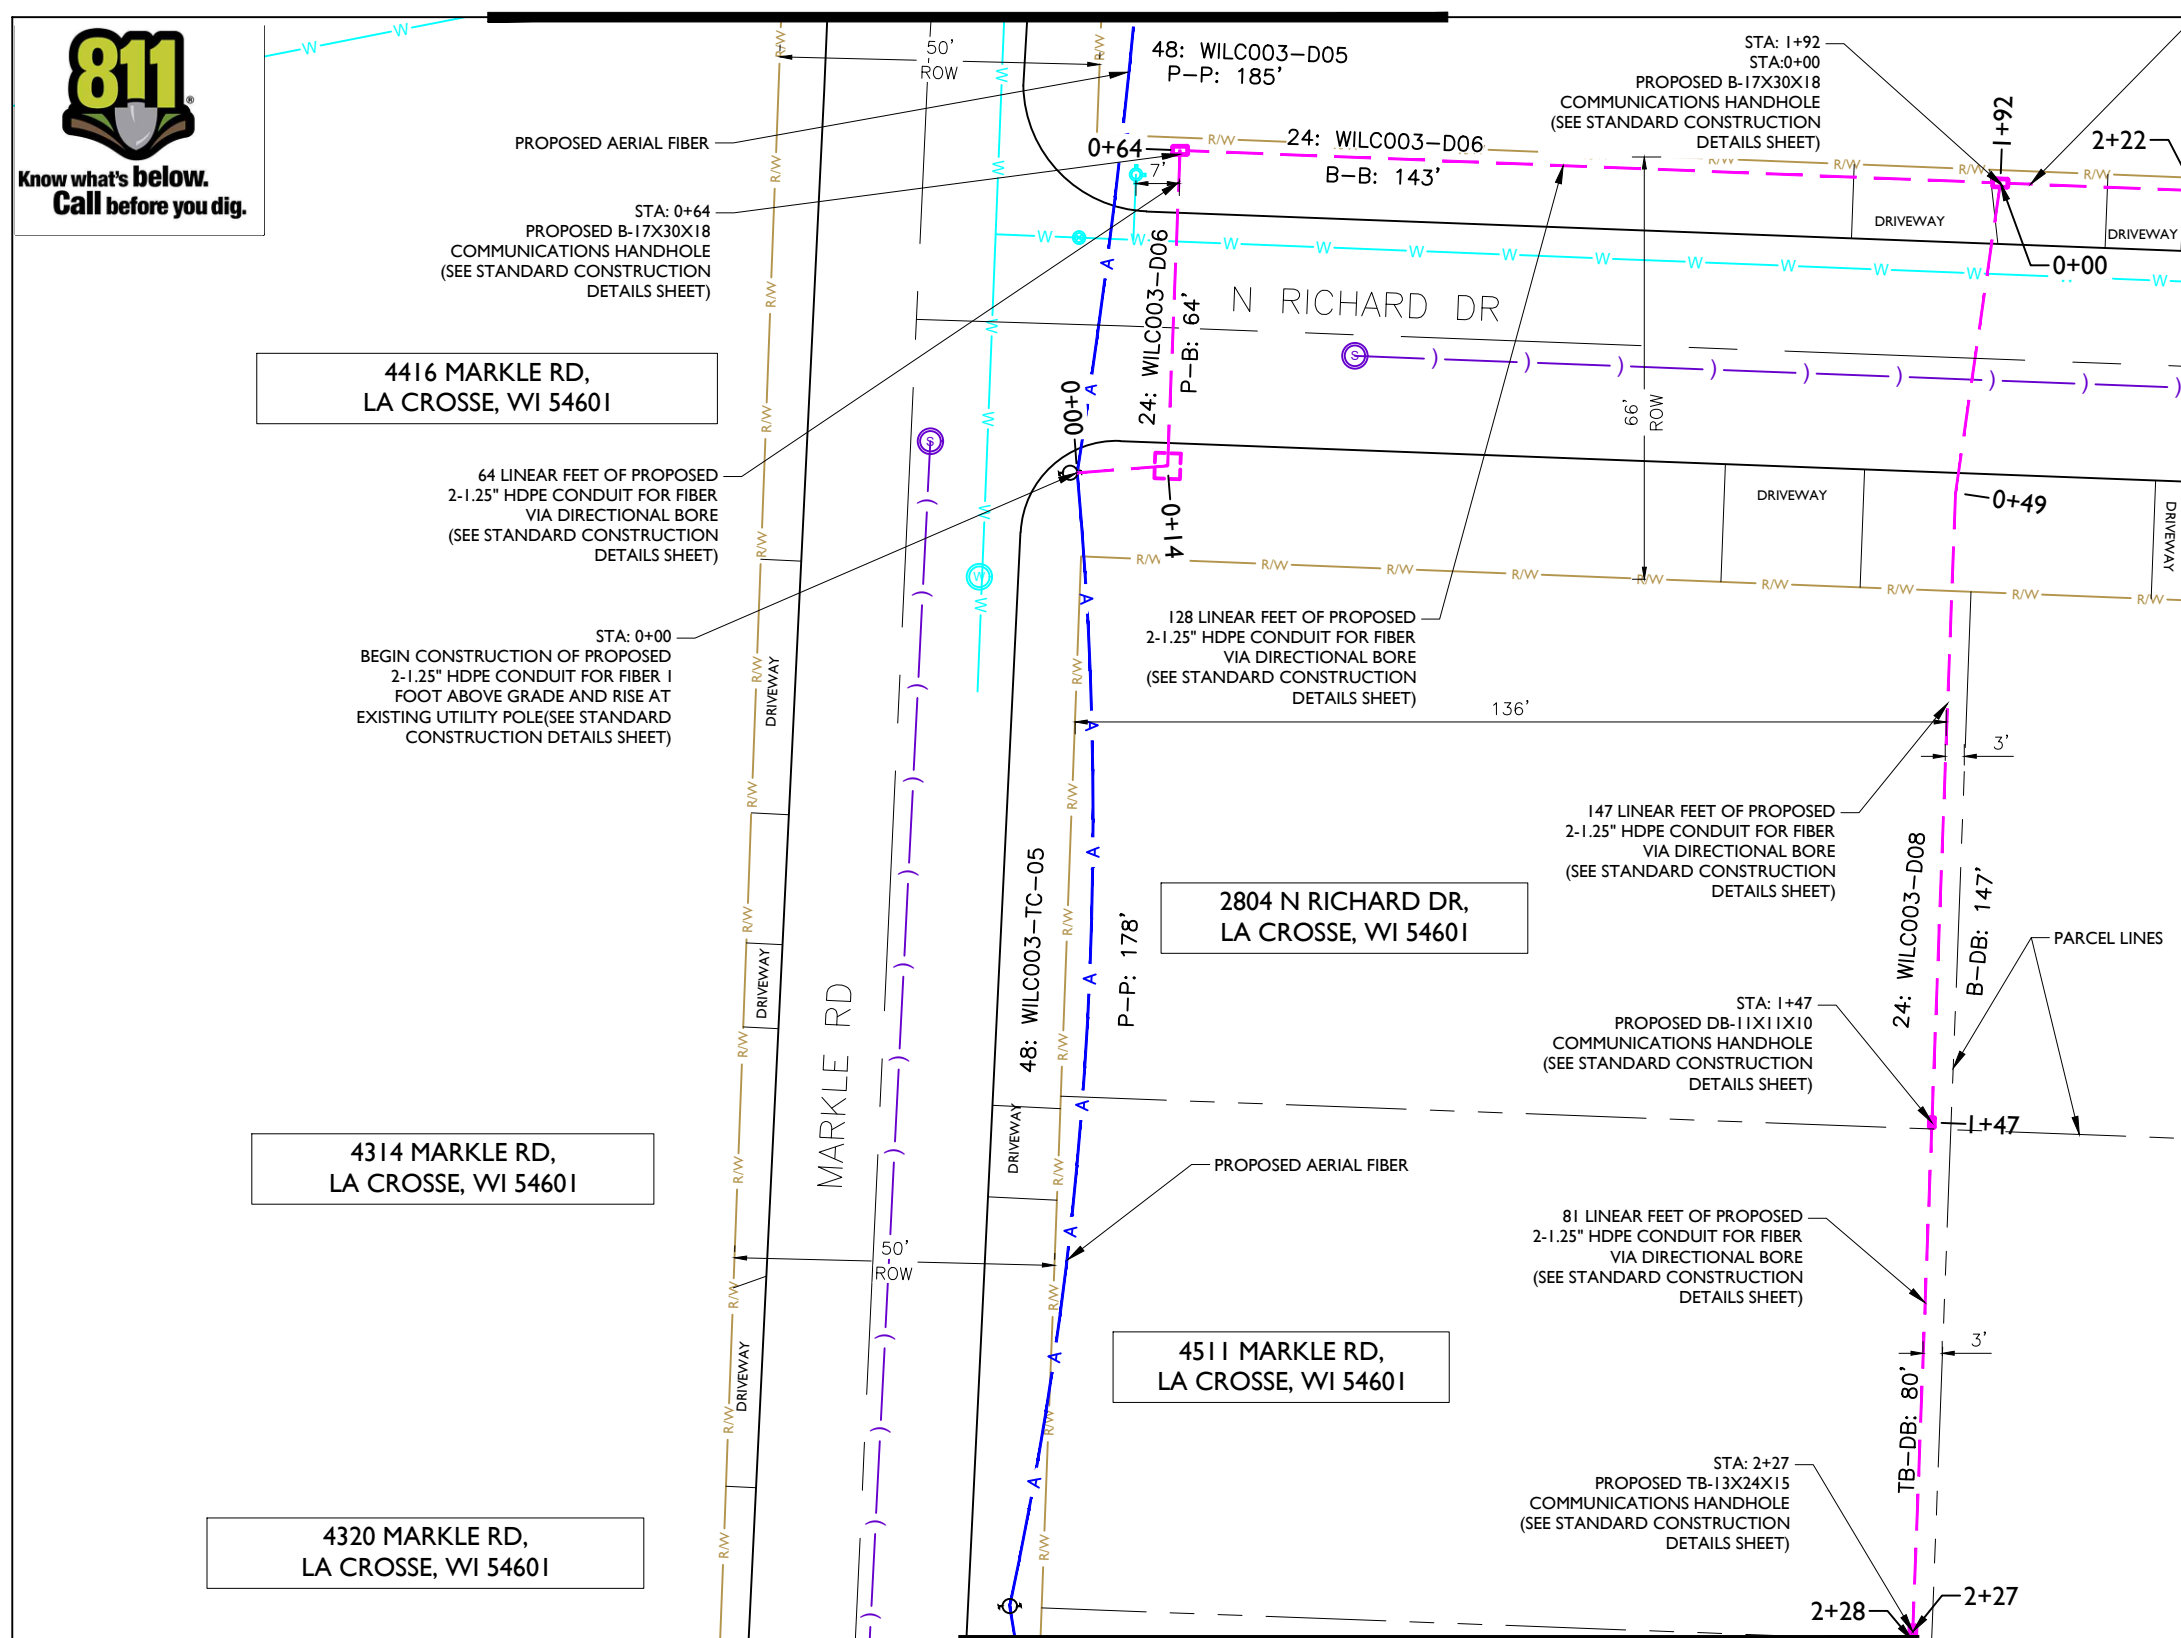 811
®
Know what's below.
Call before you dig.
50'
ROW
48: WILC003-D05
P-P: 185'
PROPOSED AERIAL FIBER
STA: 1+92
STA:0+00
PROPOSED B-17X30X18
COMMUNICATIONS HANDHOLE
(SEE STANDARD CONSTRUCTION
DETAILS SHEET)
1+92
2+22
0+64
24: WILC003-D06
B-B: 143'
7'
STA: 0+64
PROPOSED B-17X30X18
COMMUNICATIONS HANDHOLE
(SEE STANDARD CONSTRUCTION
DETAILS SHEET)
DRIVEWAY
DRIVEWAY
0+00
N RICHARD DR
24: WILC003-D06
P-B: 64'
66'
ROW
4416 MARKLE RD,
LA CROSSE, WI 54601
0+00
S
S
W
64 LINEAR FEET OF PROPOSED
2-1.25" HDPE CONDUIT FOR FIBER
VIA DIRECTIONAL BORE
(SEE STANDARD CONSTRUCTION
DETAILS SHEET)
0+14
DRIVEWAY
0+49
DRIVEWAY
STA: 0+00
BEGIN CONSTRUCTION OF PROPOSED
2-1.25" HDPE CONDUIT FOR FIBER 1
FOOT ABOVE GRADE AND RISE AT
EXISTING UTILITY POLE(SEE STANDARD
CONSTRUCTION DETAILS SHEET)
DRIVEWAY
128 LINEAR FEET OF PROPOSED
2-1.25" HDPE CONDUIT FOR FIBER
VIA DIRECTIONAL BORE
(SEE STANDARD CONSTRUCTION
DETAILS SHEET)
136'
3'
147 LINEAR FEET OF PROPOSED
2-1.25" HDPE CONDUIT FOR FIBER
VIA DIRECTIONAL BORE
(SEE STANDARD CONSTRUCTION
DETAILS SHEET)
48: WILC003-TC-05
P-P: 178'
2804 N RICHARD DR,
LA CROSSE, WI 54601
24: WILC003-D08
B-DB: 147'
PARCEL LINES
DRIVEWAY
MARKLE RD
STA: 1+47
PROPOSED DB-11X11X10
COMMUNICATIONS HANDHOLE
(SEE STANDARD CONSTRUCTION
DETAILS SHEET)
1+47
4314 MARKLE RD,
LA CROSSE, WI 54601
DRIVEWAY
PROPOSED AERIAL FIBER
81 LINEAR FEET OF PROPOSED
2-1.25" HDPE CONDUIT FOR FIBER
VIA DIRECTIONAL BORE
(SEE STANDARD CONSTRUCTION
DETAILS SHEET)
50'
ROW
3'
4511 MARKLE RD,
LA CROSSE, WI 54601
DRIVEWAY
TB-DB: 80'
STA: 2+27
PROPOSED TB-13X24X15
COMMUNICATIONS HANDHOLE
(SEE STANDARD CONSTRUCTION
DETAILS SHEET)
4320 MARKLE RD,
LA CROSSE, WI 54601
2+28
2+27